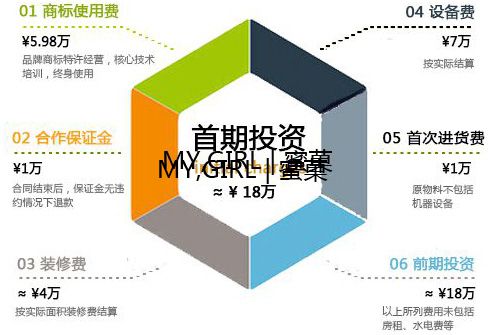 01 商标使用费
¥5.98万
品牌商标特许经营，核心技术
培训，终身使用
02 合作保证金
¥1万
合同结束后，保证金无违
约情况下退款
03 装修费
≈ ¥4万
按实际面积装修费结算
首期投资
MY GIRL | 蜜菓
MY GIRL | 蜜菓
≈ ¥ 18万
04 设备费
¥7万
按实际结算
05 首次进货费
¥1万
原物料不包括
机器设备
06 前期投资
≈ ¥18万
以上所列费用未包括
房租、水电费等